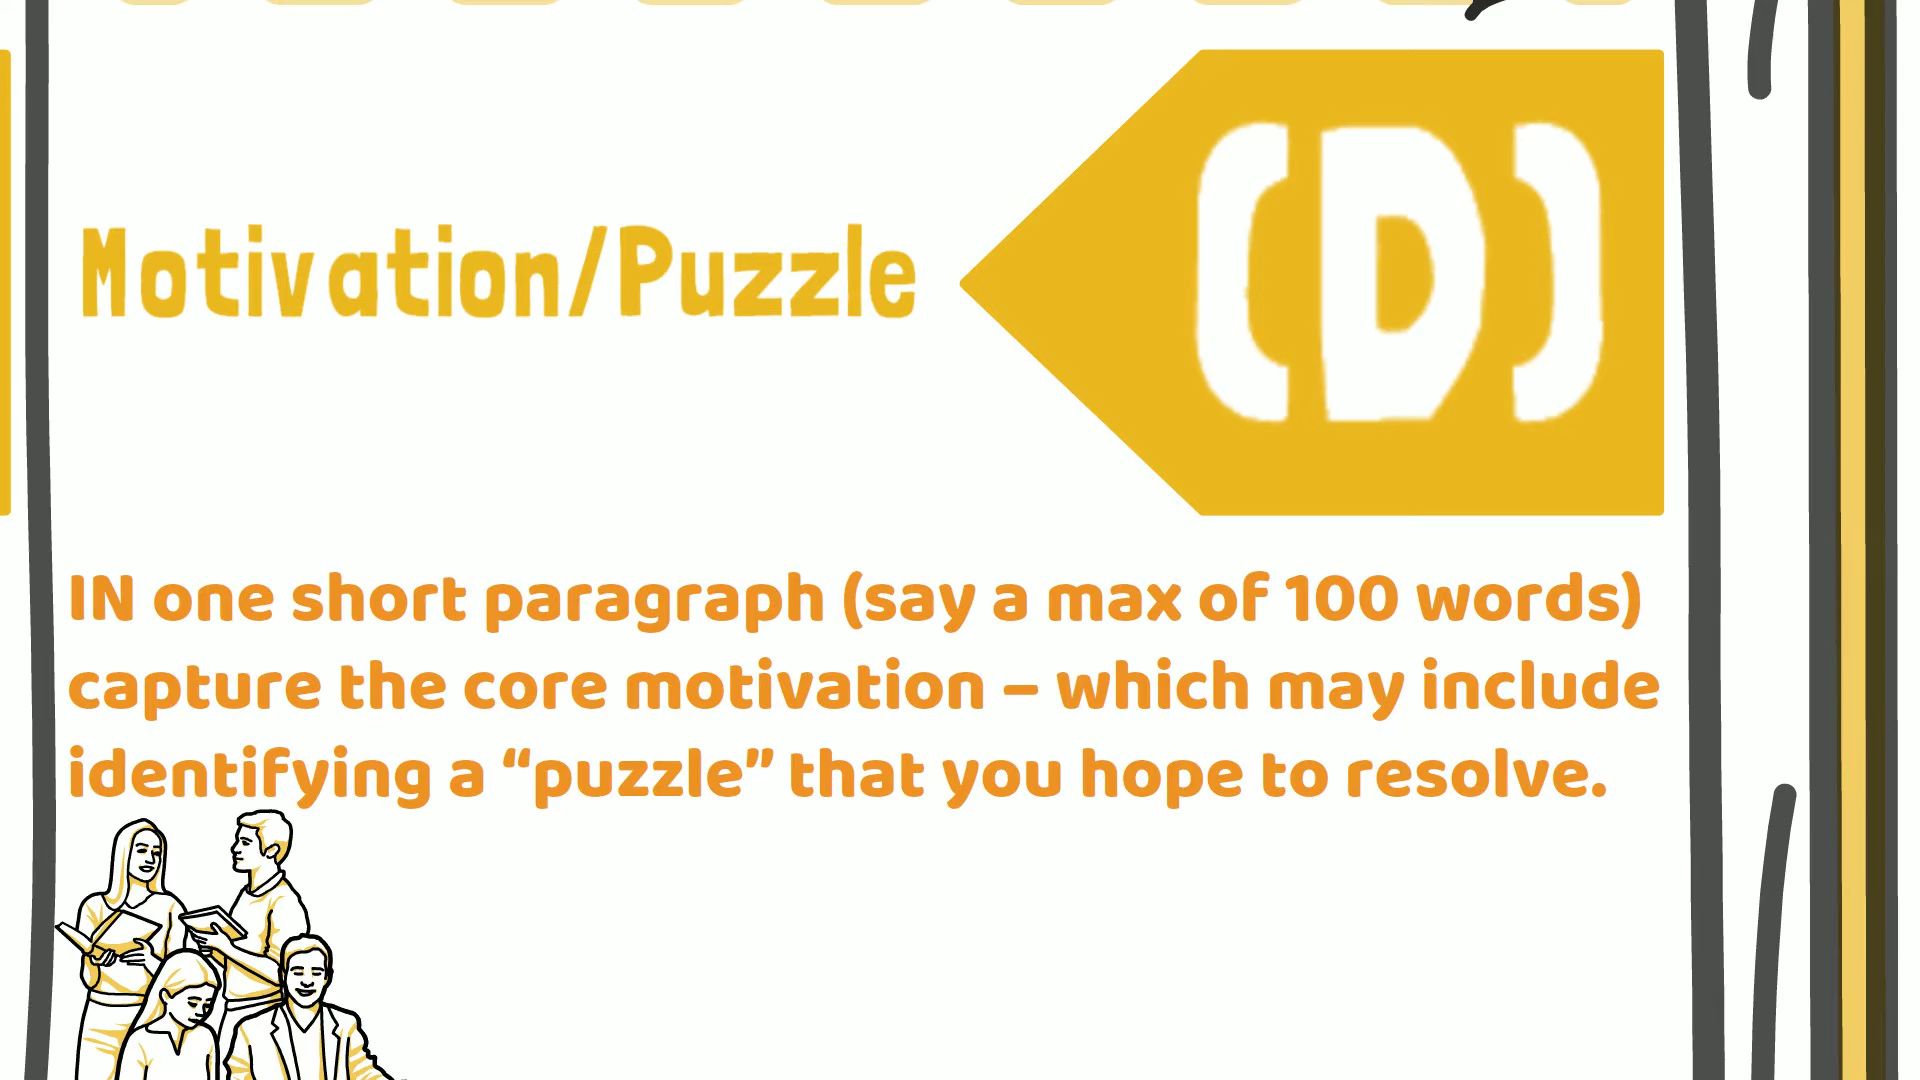 Motivation/Puzzle
(D)
IN one short paragraph (say a max of 100 words)
capture the core motivation – which may include
identifying a “puzzle” that you hope to resolve.